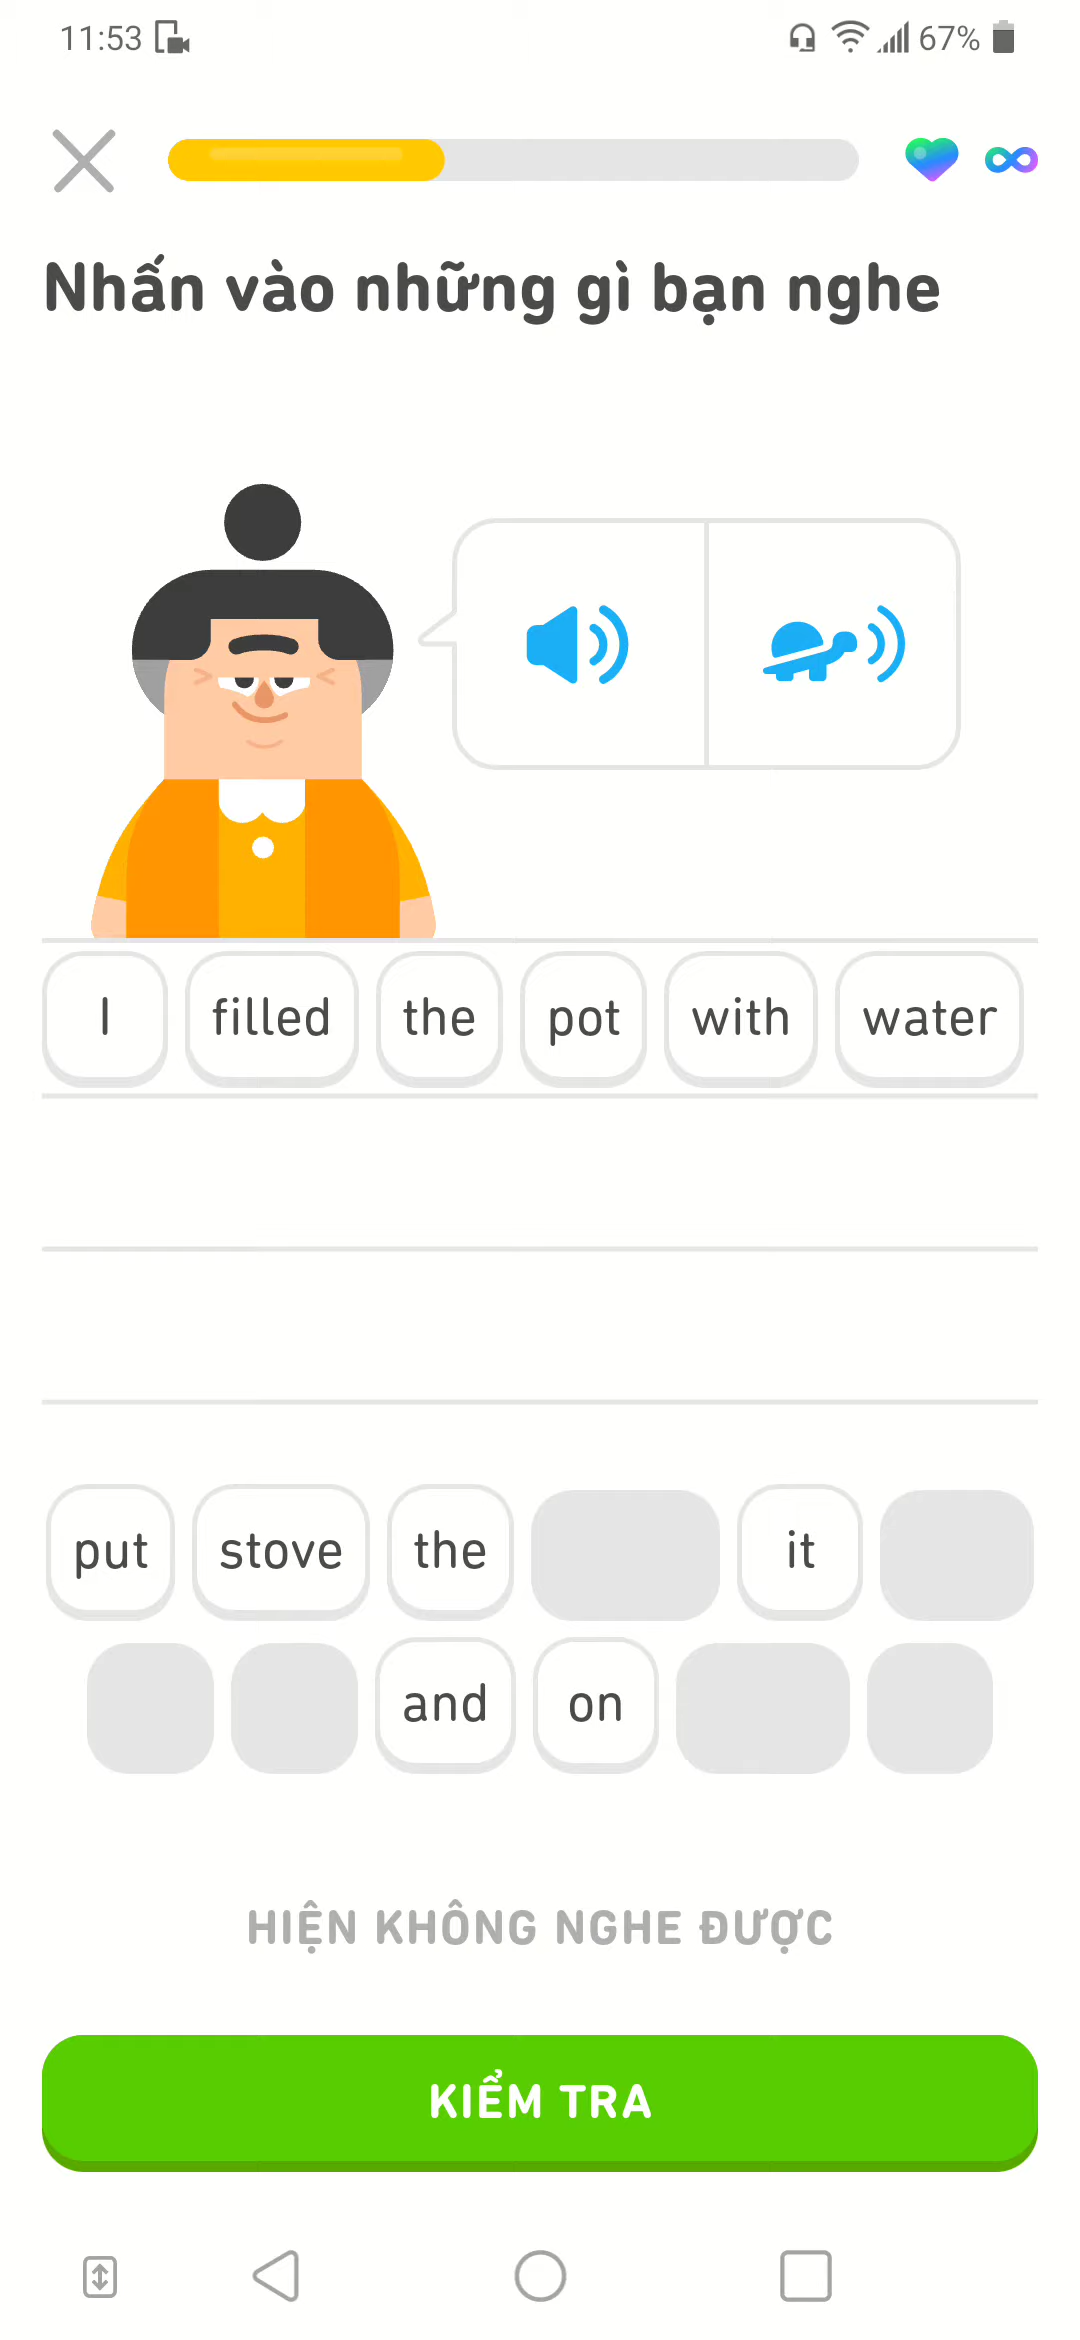 11:53 67%
Nhấn vào những gì bạn nghe
I filled the pot with water
put stove the it
and on
HIỆN KHÔNG NGHE ĐƯỢC
KIỂM TRA